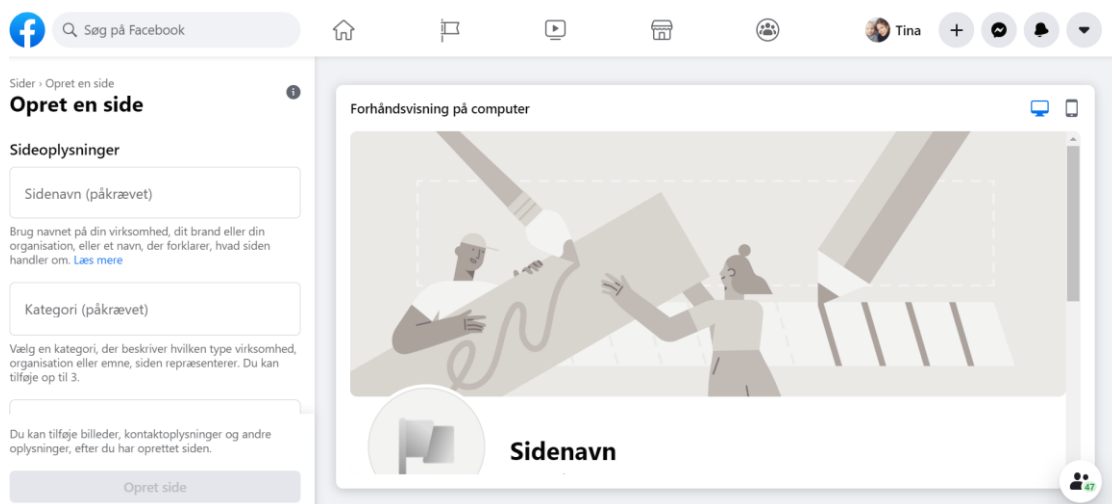 Søg på Facebook
Tina
Sider › Opret en side
Opret en side
Sideoplysninger
Sidenavn (påkrævet)
Brug navnet på din virksomhed, dit brand eller din
organisation, eller et navn, der forklarer, hvad siden
handler om. Læs mere
Kategori (påkrævet)
Vælg en kategori, der beskriver hvilken type virksomhed,
organisation eller emne, siden repræsenterer. Du kan
tilføje op til 3.
Du kan tilføje billeder, kontaktoplysninger og andre
oplysninger, efter du har oprettet siden.
Opret side
Forhåndsvisning på computer
Sidenavn
47